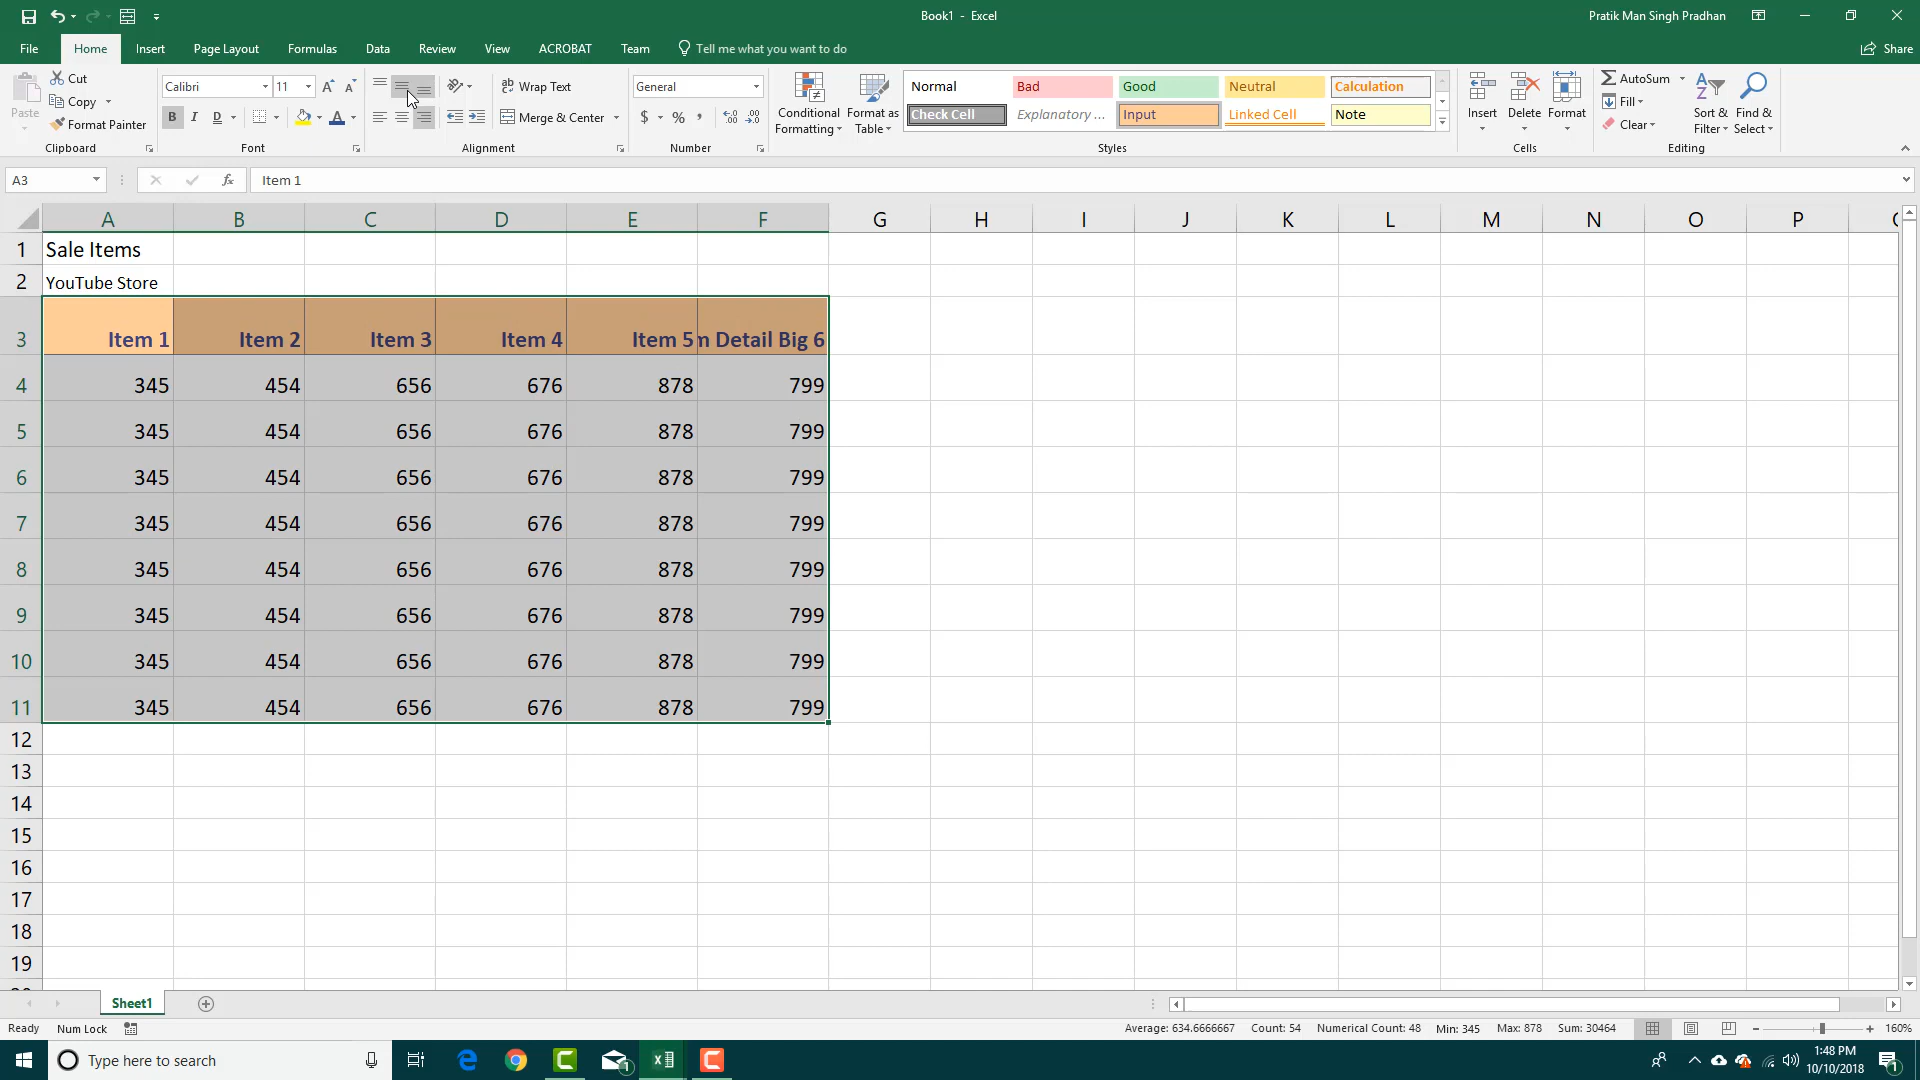 Book1 - Excel
Pratik Man Singh Pradhan
File Home Insert Page Layout Formulas Data Review View ACROBAT Team Tell me what you want to do Share
Paste
Cut
Copy
Format Painter
Clipboard
Calibri 11
B I U
Font
Wrap Text
Merge & Center
Alignment
General
$ % ,
Number
Conditional Formatting
Format as Table
Normal Bad Good Neutral Calculation
Check Cell Explanatory ... Input Linked Cell Note
Styles
Insert Delete Format
Cells
AutoSum
Fill
Clear
Sort & Filter
Find & Select
Editing
A3 fx Item 1
A B C D E F G H I J K L M N O P
1 Sale Items
2 YouTube Store
3 Item 1 Item 2 Item 3 Item 4 Item 5 m Detail Big 6
4 345 454 656 676 878 799
5 345 454 656 676 878 799
6 345 454 656 676 878 799
7 345 454 656 676 878 799
8 345 454 656 676 878 799
9 345 454 656 676 878 799
10 345 454 656 676 878 799
11 345 454 656 676 878 799
12
13
14
15
16
17
18
19
Sheet1
Ready Num Lock Average: 634.6666667 Count: 54 Numerical Count: 48 Min: 345 Max: 878 Sum: 30464 160%
Type here to search
1:48 PM
10/10/2018